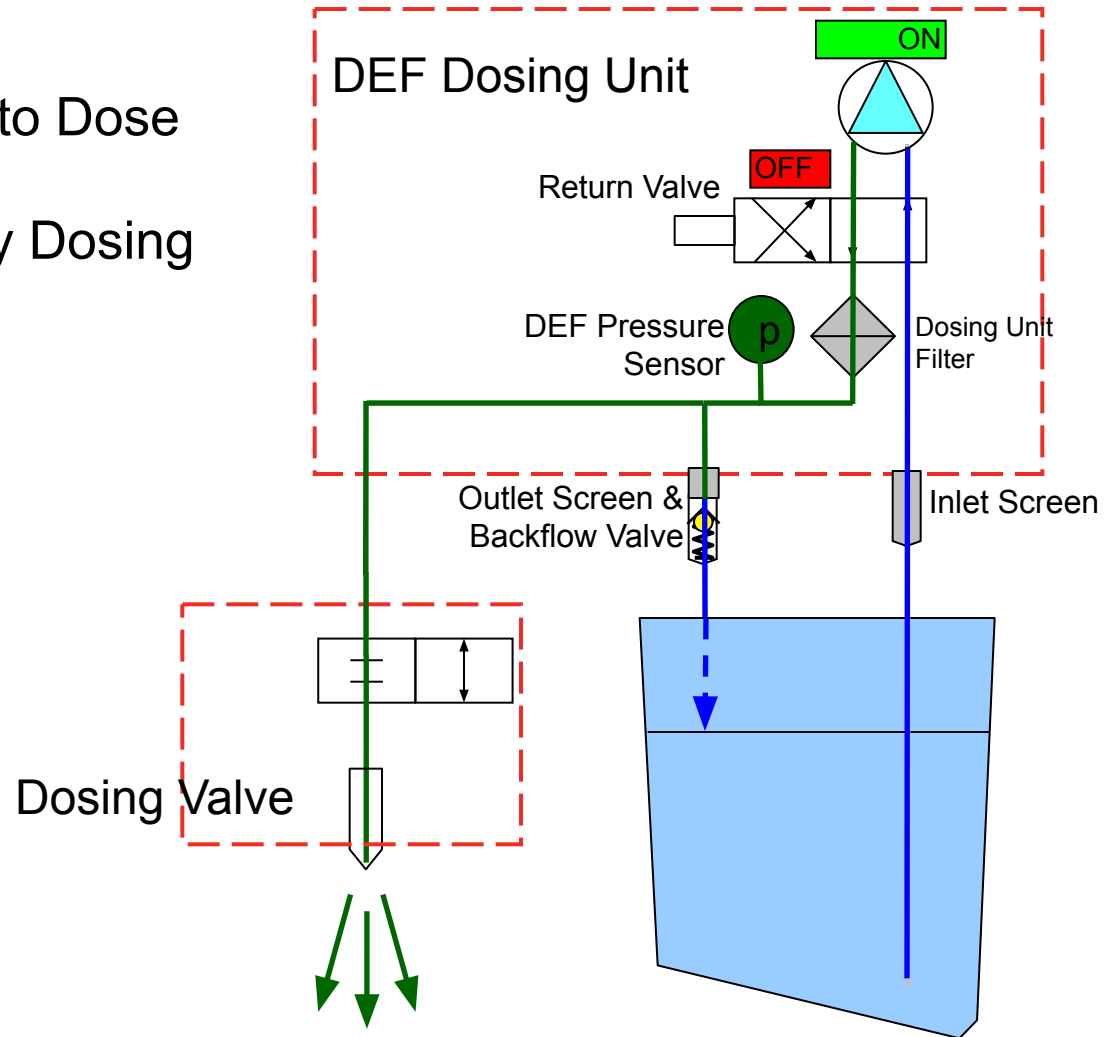 DEF Dosing Unit
ON
to Dose
OFF
Return Valve
y Dosing
DEF Pressure
Sensor
p
Dosing Unit
Filter
Outlet Screen &
Backflow Valve
Inlet Screen
Dosing Valve